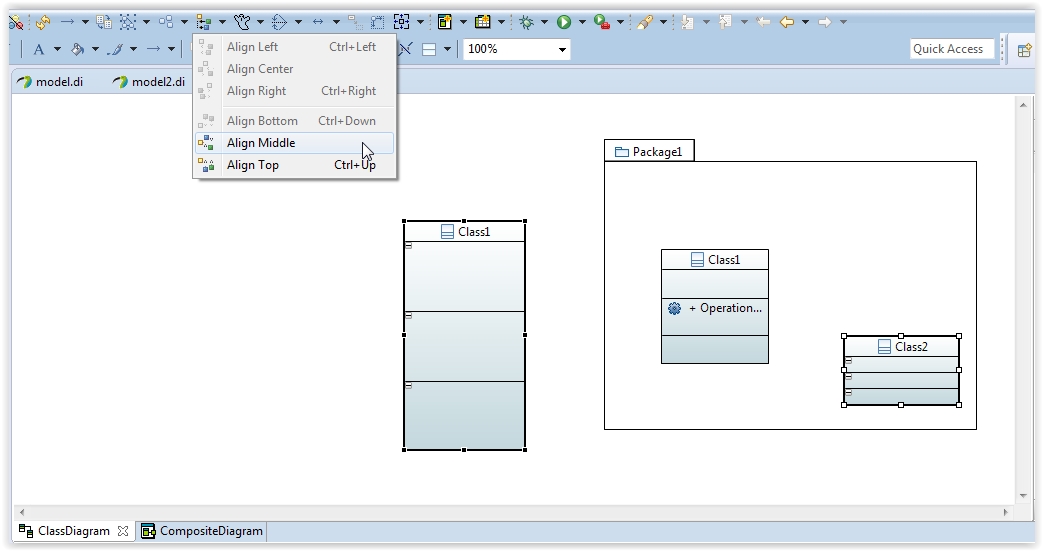 A
100%
Quick Access
model.di
model2.di
Align Left Ctrl+Left
Align Center
Align Right Ctrl+Right
Align Bottom Ctrl+Down
Align Middle
Align Top Ctrl+Up
Package1
Class1
Class1
+ Operation...
Class2
ClassDiagram
CompositeDiagram